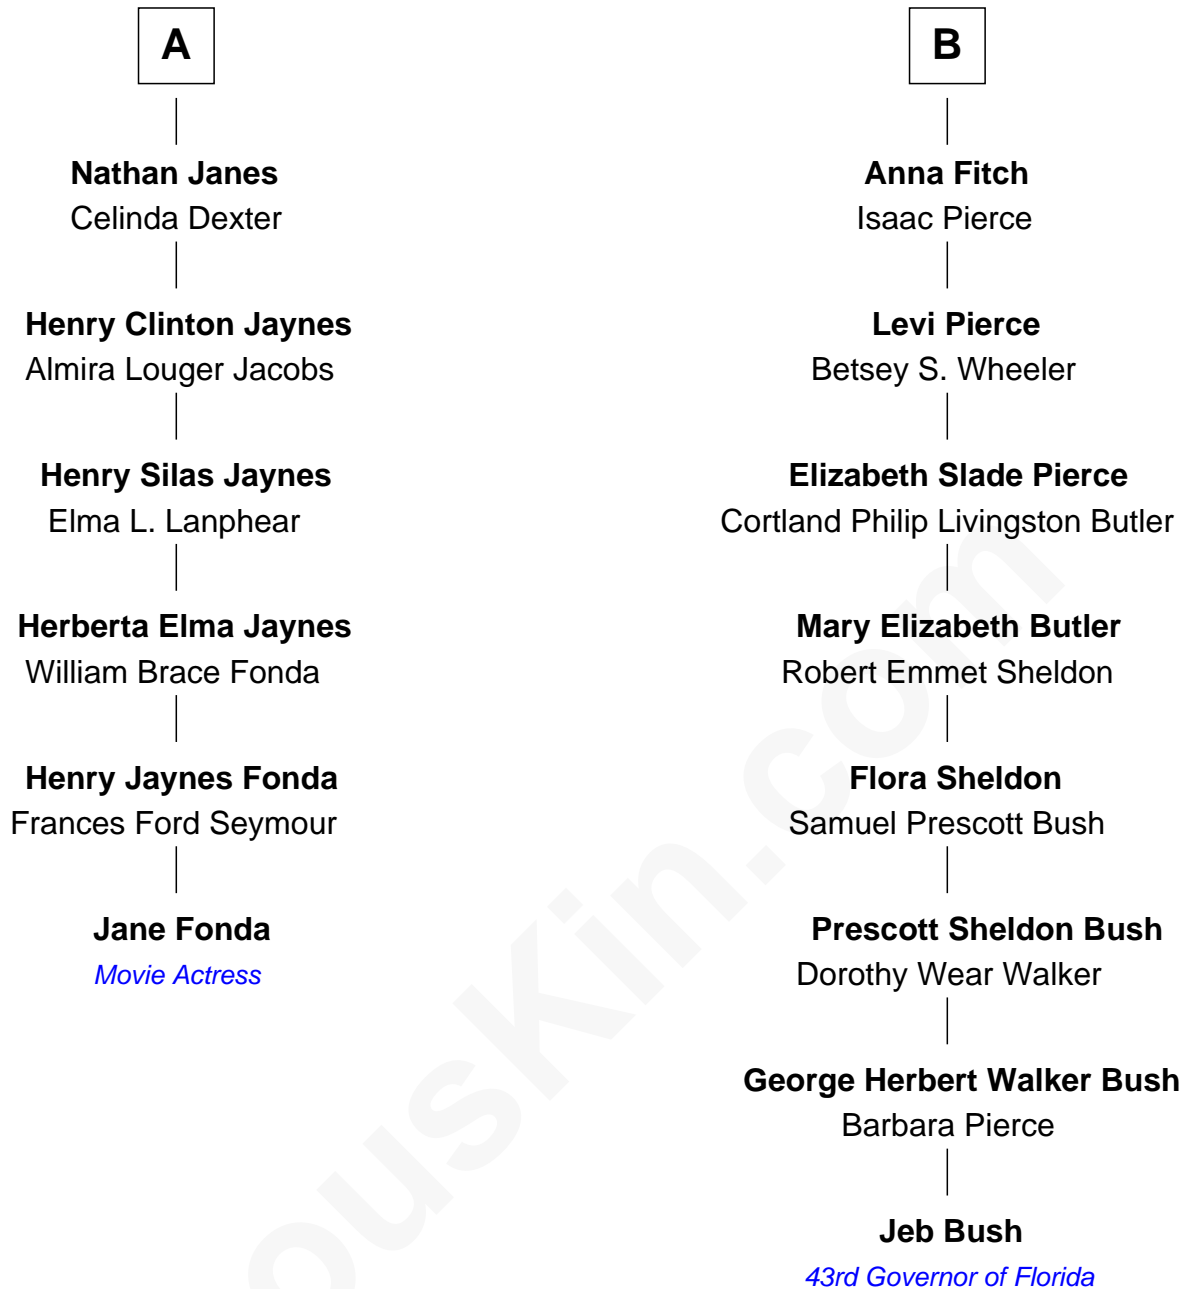 A
Nathan Janes
Celinda Dexter
Henry Clinton Jaynes
Almira Louger Jacobs
Henry Silas Jaynes
Elma L. Lanphear
Herberta Elma Jaynes
William Brace Fonda
Henry Jaynes Fonda
Frances Ford Seymour
Jane Fonda
Movie Actress
B
Anna Fitch
Isaac Pierce
Levi Pierce
Betsey S. Wheeler
Elizabeth Slade Pierce
Cortland Philip Livingston Butler
Mary Elizabeth Butler
Robert Emmet Sheldon
Flora Sheldon
Samuel Prescott Bush
Prescott Sheldon Bush
Dorothy Wear Walker
George Herbert Walker Bush
Barbara Pierce
Jeb Bush
43rd Governor of Florida
ousKin.com